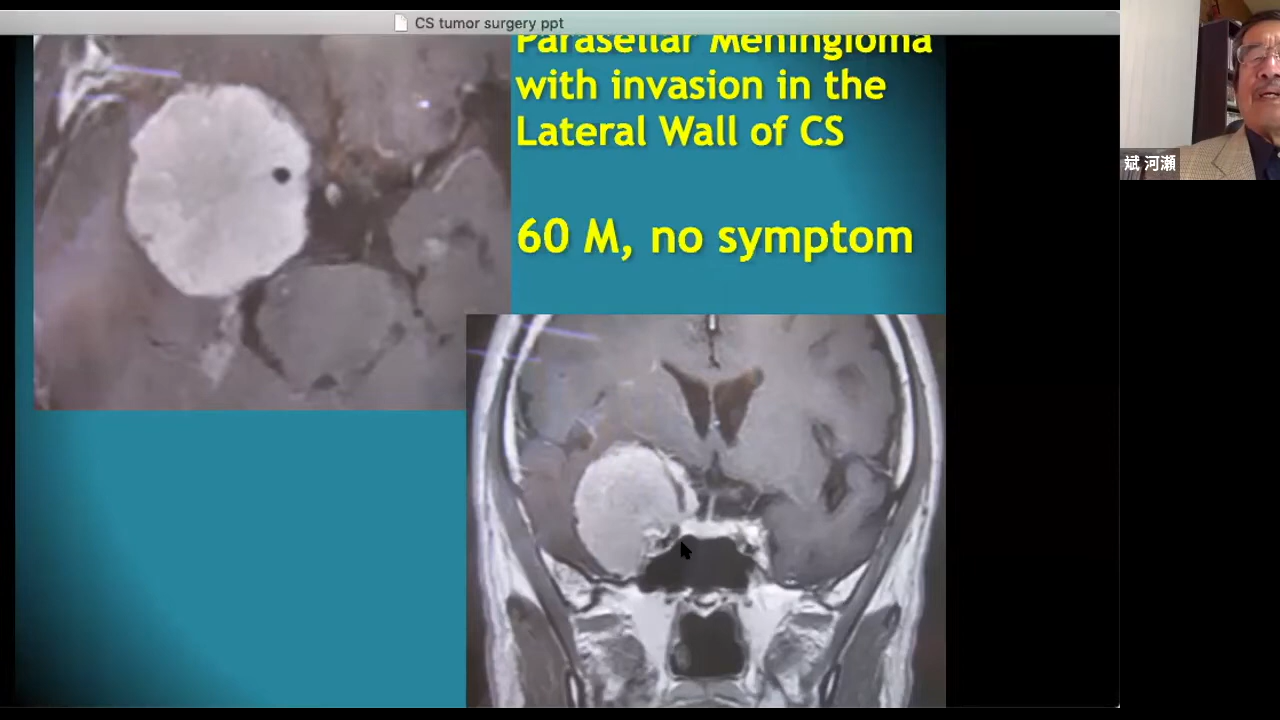 CS tumor surgery ppt
Parasellar Meningioma
with invasion in the
Lateral Wall of CS
60 M, no symptom
斌 河瀬